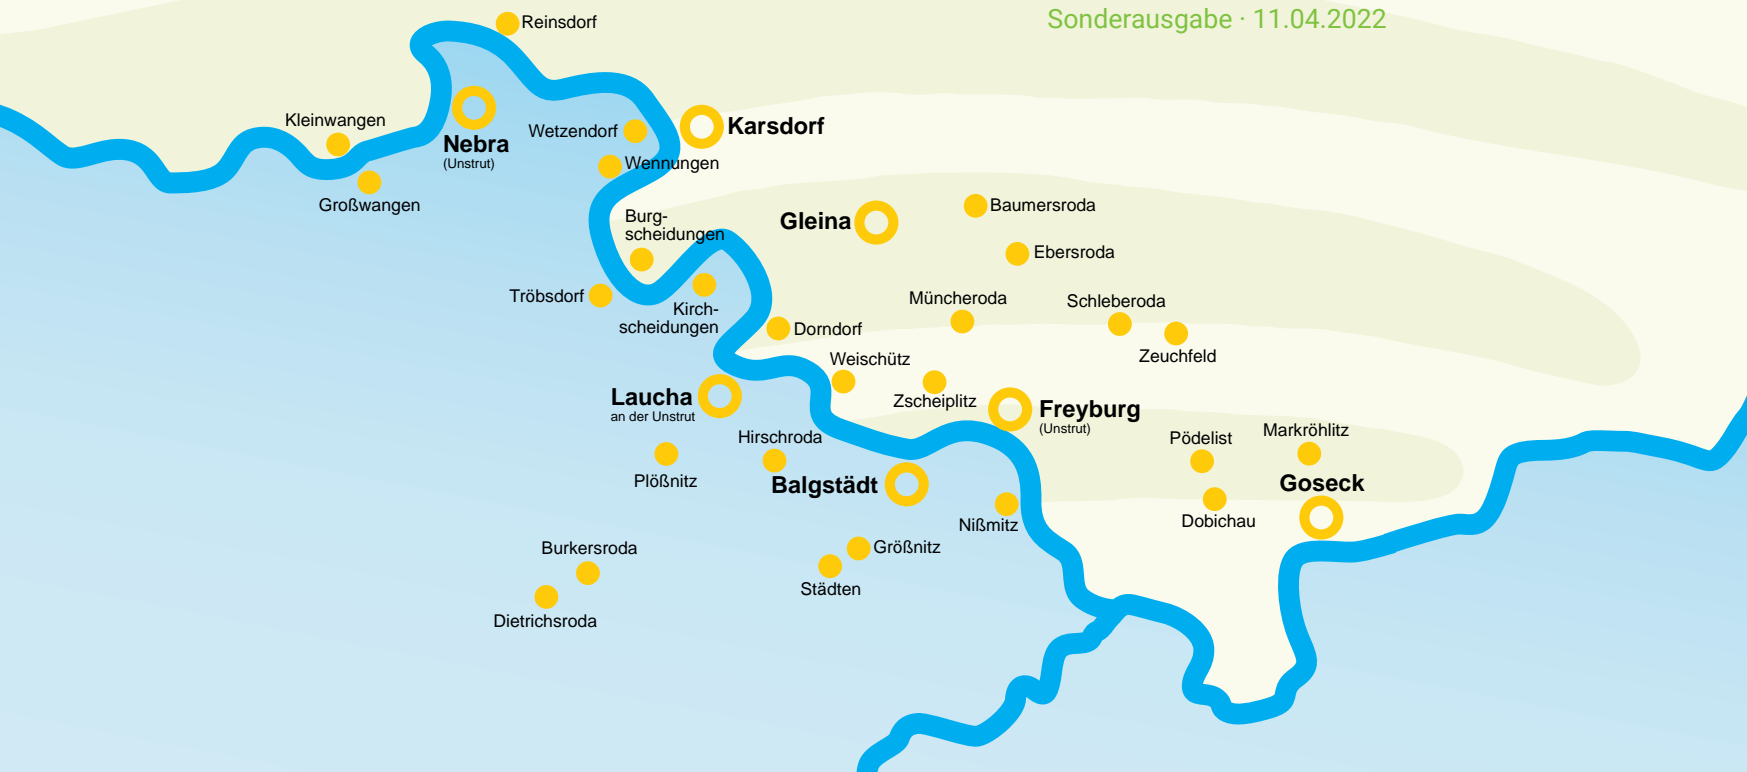 Sonderausgabe · 11.04.2022
Reinsdorf
Kleinwangen
Nebra
(Unstrut)
Wetzendorf
Karsdorf
Wennungen
Großwangen
Burg-
scheidungen
Gleina
Baumersroda
Ebersroda
Tröbsdorf
Kirch-
scheidungen
Müncheroda
Schleberoda
Dorndorf
Zeuchfeld
Weischütz
Laucha
an der Unstrut
Zscheiplitz
Freyburg
(Unstrut)
Hirschroda
Pödelist
Markröhlitz
Plößnitz
Balgstädt
Goseck
Nißmitz
Dobichau
Burkersroda
Größnitz
Städten
Dietrichsroda